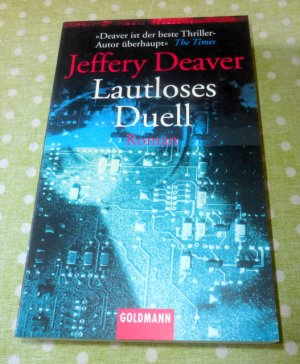 »Deaver ist der beste Thriller-
Autor überhaupt« The Times
Jeffery Deaver
Lautloses
Duell
Roman
GOLDMANN